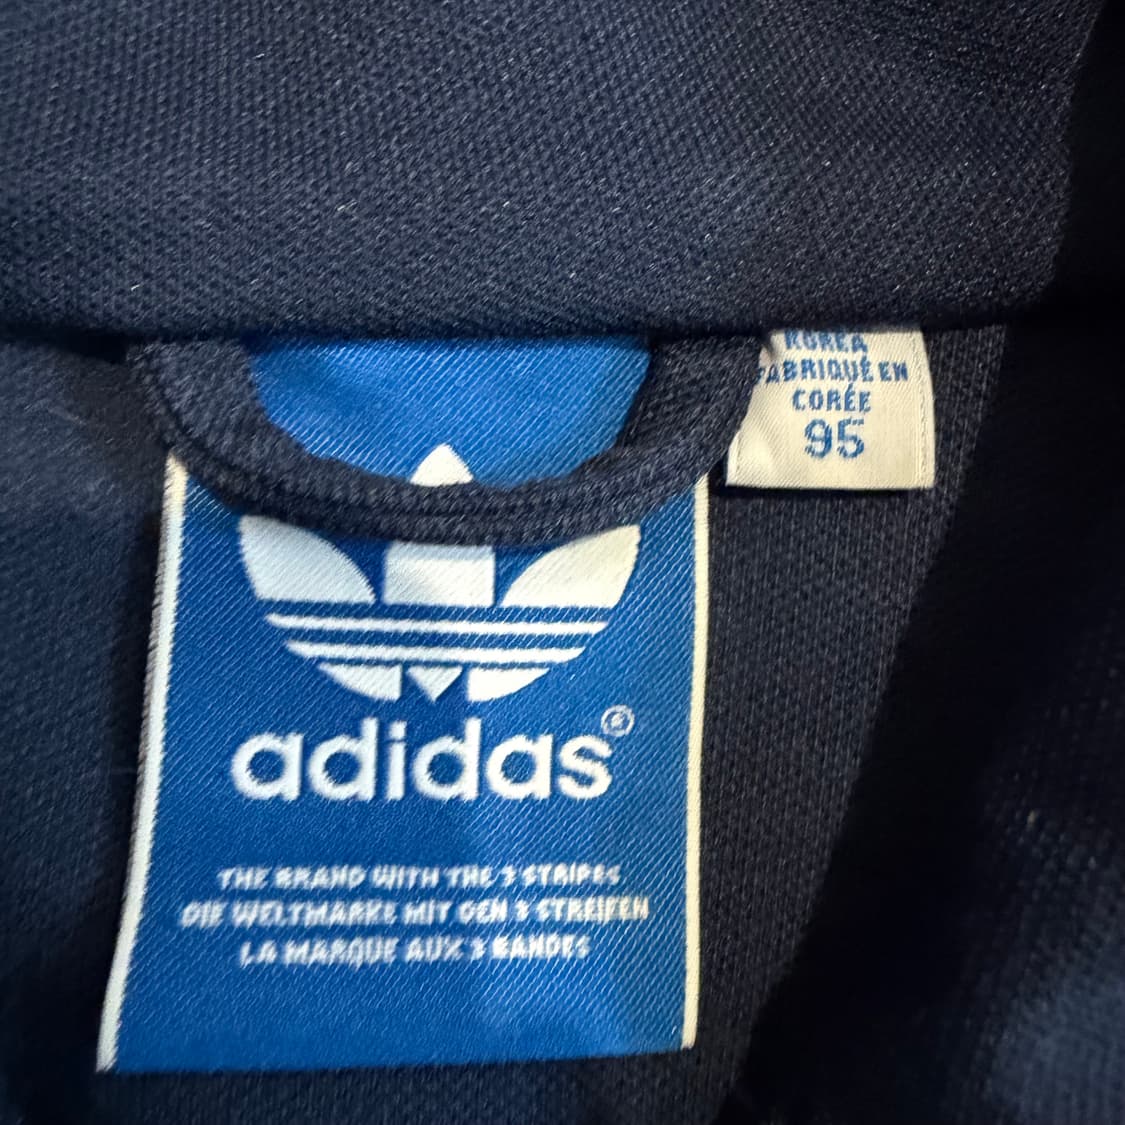 KOREA
FABRIQUÉ EN
CORÉE
95
adidas®
THE BRAND WITH THE 3 STRIPES
DIE WELTMARKE MIT DEN 3 STREIFEN
LA MARQUE AUX 3 BANDES